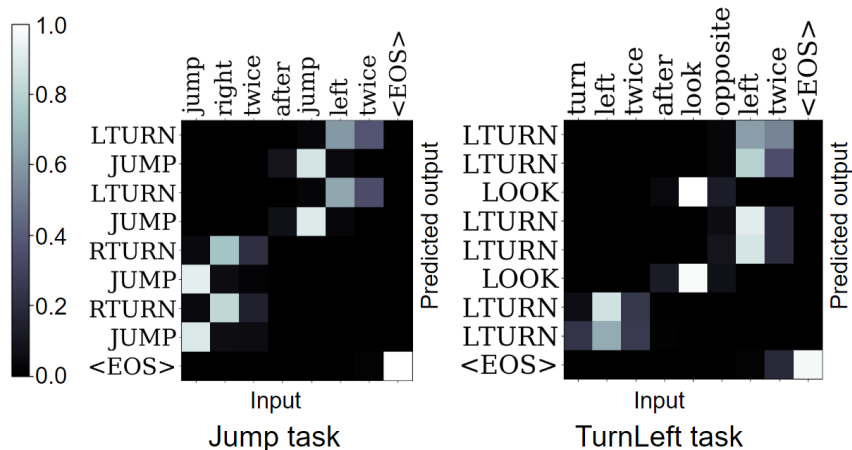 1.0
0.8
0.6
0.4
0.2
0.0
jump
right
twice
after
jump
left
twice
<EOS>
LTURN
JUMP
LTURN
JUMP
RTURN
JUMP
RTURN
JUMP
<EOS>
Predicted output
Input
Jump task
turn
left
twice
after
look
opposite
left
twice
<EOS>
LTURN
LTURN
LOOK
LTURN
LTURN
LOOK
LTURN
LTURN
<EOS>
Predicted output
Input
TurnLeft task